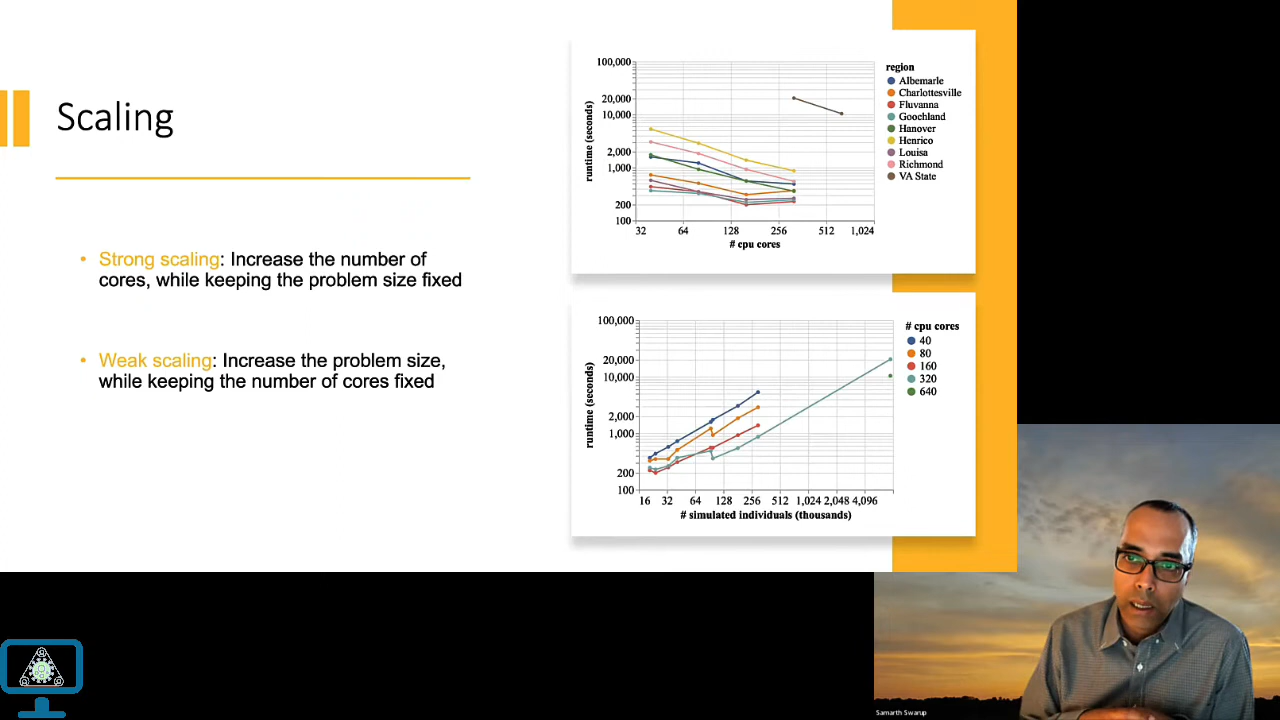 Scaling
• Strong scaling: Increase the number of
cores, while keeping the problem size fixed
• Weak scaling: Increase the problem size,
while keeping the number of cores fixed
100,000
20,000
10,000
2,000
1,000
200
100
runtime (seconds)
32 64 128 256 512 1,024
# cpu cores
region
Albemarle
Charlottesville
Fluvanna
Goochland
Hanover
Henrico
Louisa
Richmond
VA State
100,000
20,000
10,000
2,000
1,000
200
100
runtime (seconds)
16 32 64 128 256 512 1,024 2,048 4,096
# simulated individuals (thousands)
# cpu cores
40
80
160
320
640
Samarth Swarup